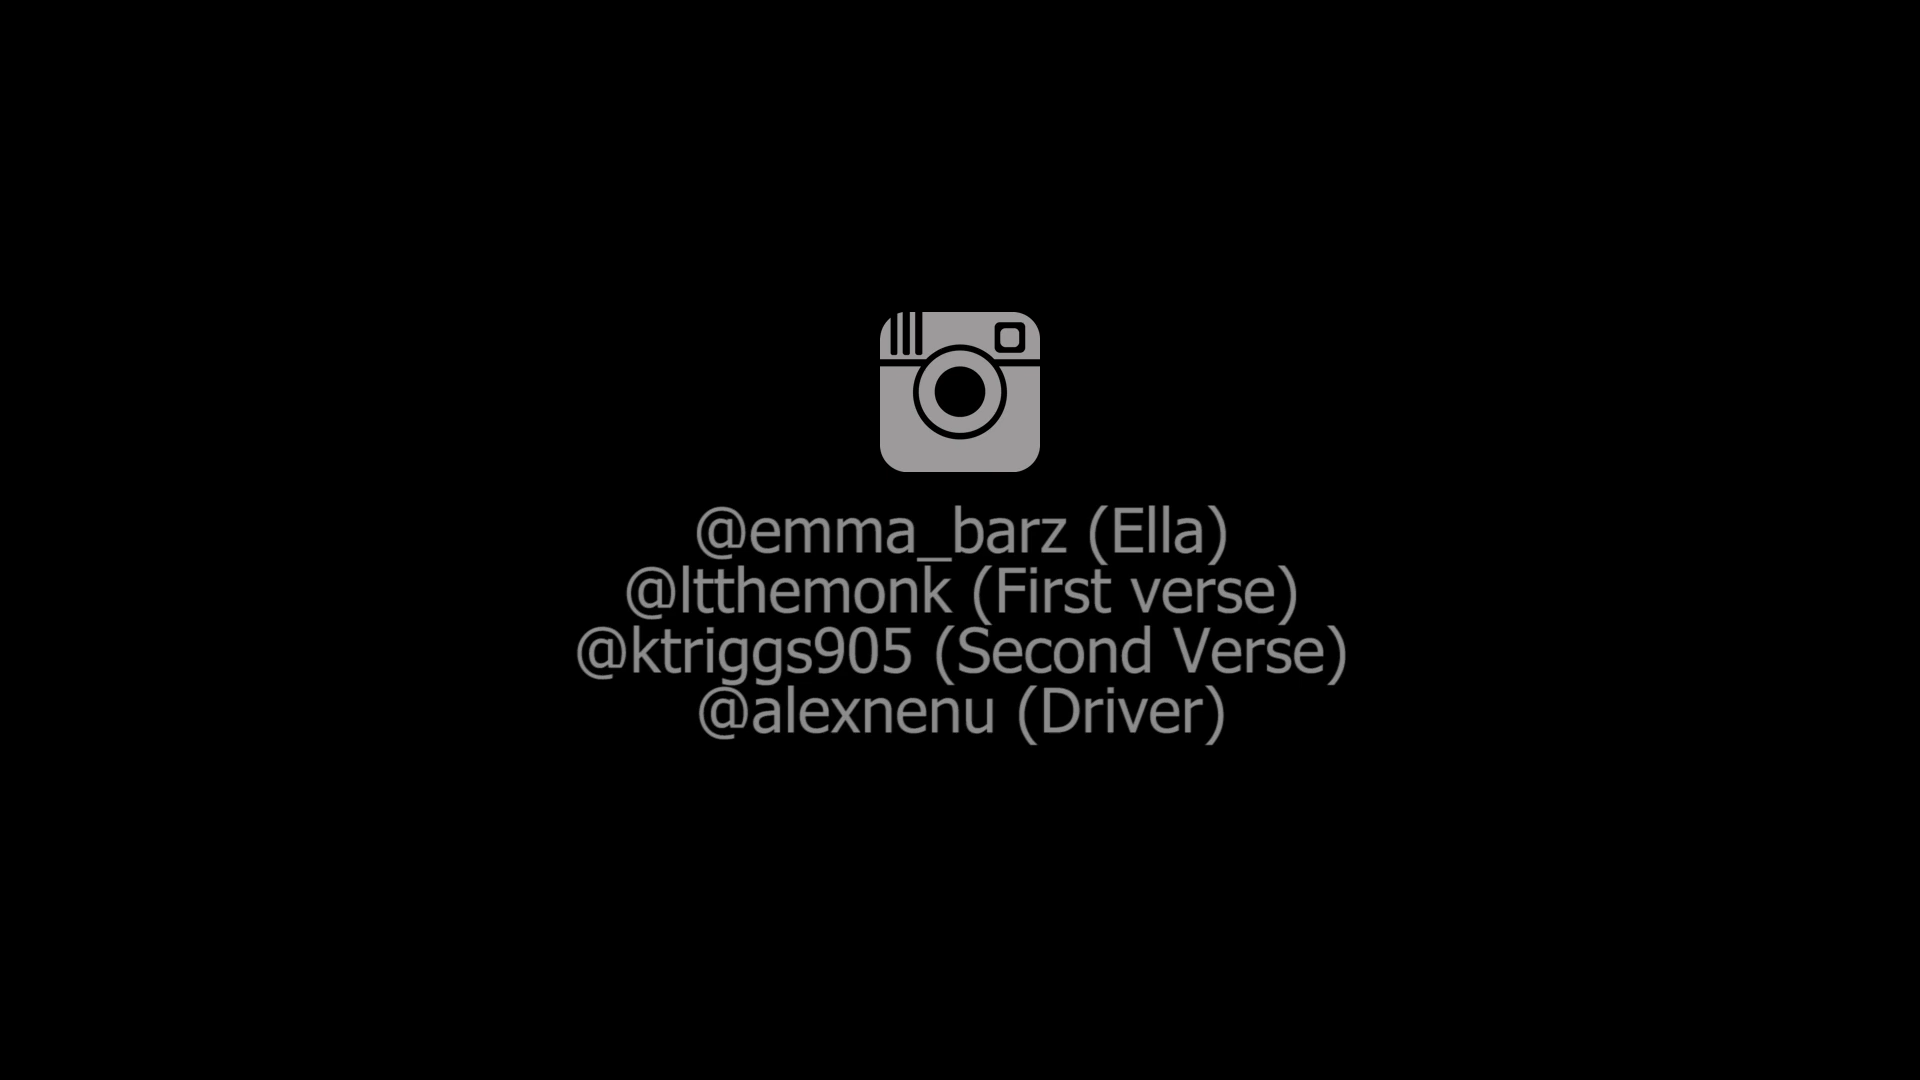 @emma_barz (Ella)
@ltthemonk (First verse)
@ktriggs905 (Second Verse)
@alexnenu (Driver)